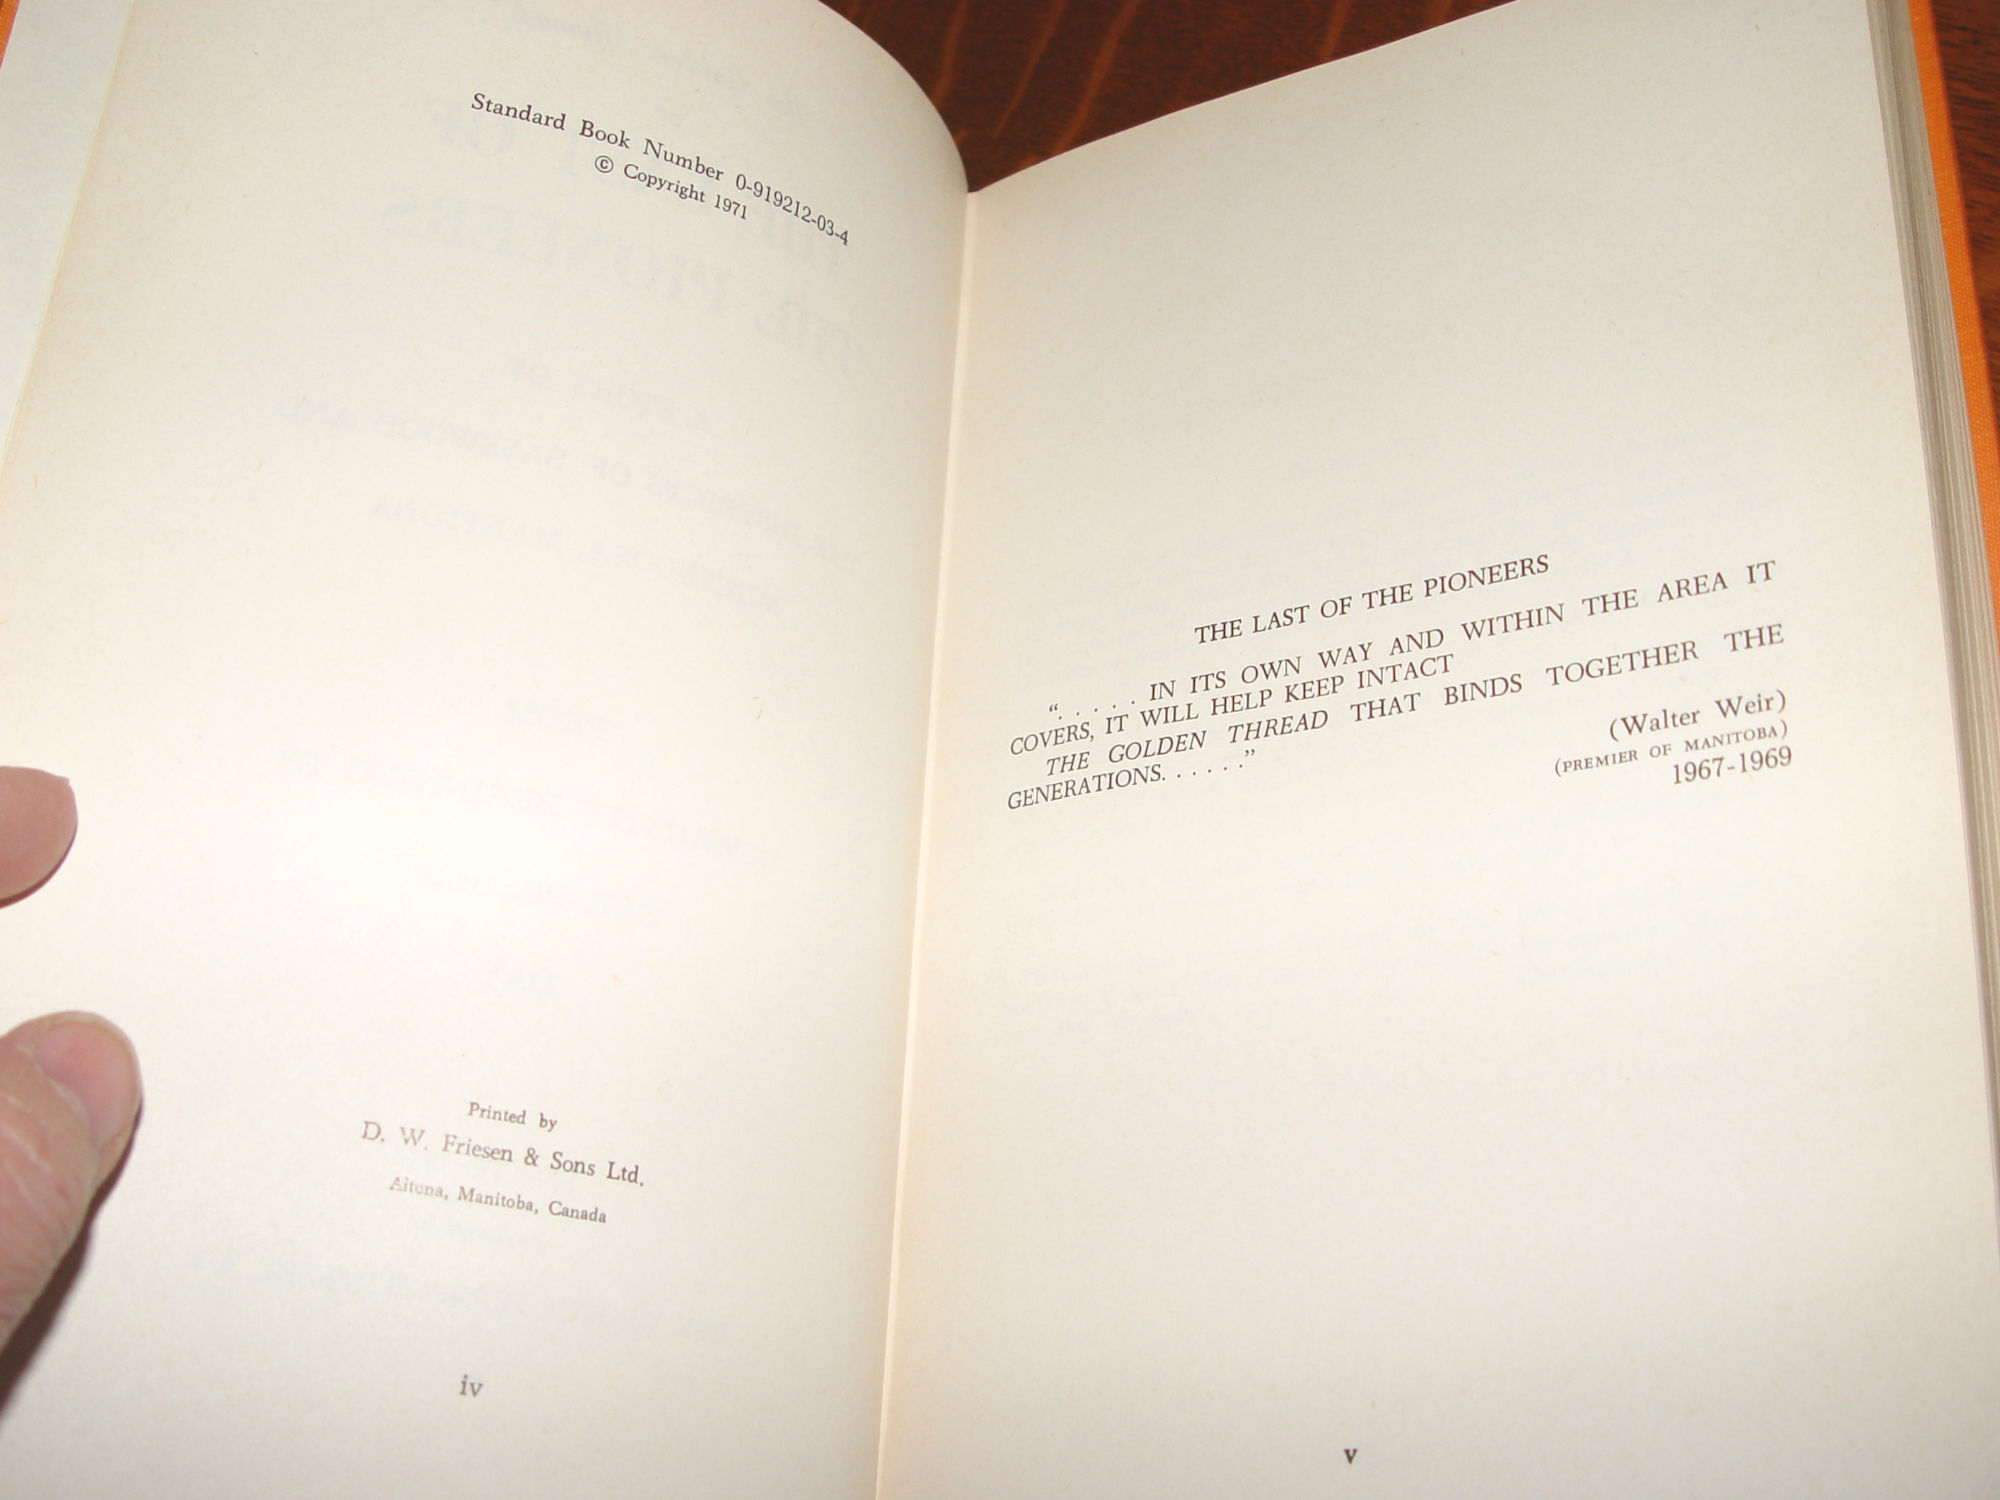 Standard Book Number 0-919212-03-4
© Copyright 1971
Printed by
D. W. Friesen & Sons Ltd.
Altona, Manitoba, Canada
iv
THE LAST OF THE PIONEERS
“. . . . . IN ITS OWN WAY AND WITHIN THE AREA IT
COVERS, IT WILL HELP KEEP INTACT
THE GOLDEN THREAD THAT BINDS TOGETHER THE
GENERATIONS. . . . . .”
(Walter Weir)
(PREMIER OF MANITOBA)
1967-1969
v